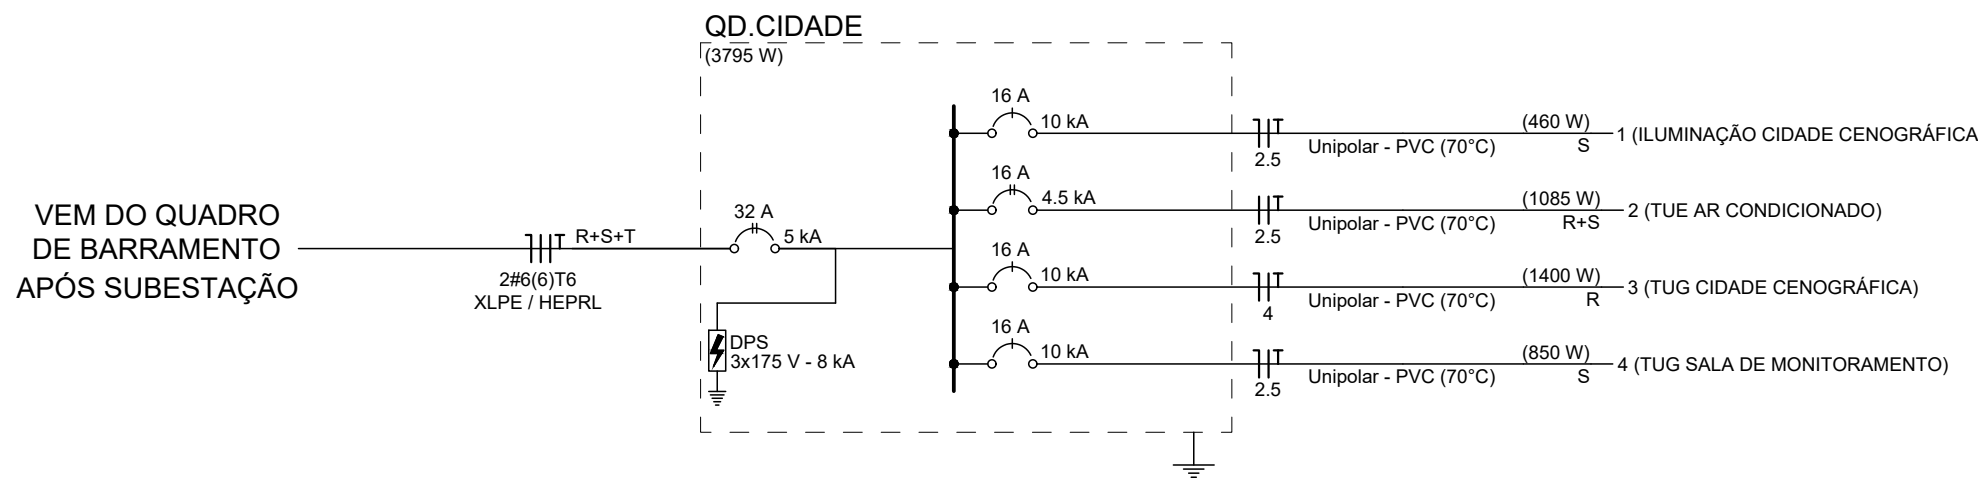 QD.CIDADE
(3795 W)
VEM DO QUADRO
DE BARRAMENTO
APÓS SUBESTAÇÃO
R+S+T
2#6(6)T6
XLPE / HEPRL
32 A
5 kA
DPS
3x175 V - 8 kA
16 A
10 kA
2.5
Unipolar - PVC (70°C)
(460 W)
S
1 (ILUMINAÇÃO CIDADE CENOGRÁFICA
16 A
4.5 kA
2.5
Unipolar - PVC (70°C)
(1085 W)
R+S
2 (TUE AR CONDICIONADO)
16 A
10 kA
4
Unipolar - PVC (70°C)
(1400 W)
R
3 (TUG CIDADE CENOGRÁFICA)
16 A
10 kA
2.5
Unipolar - PVC (70°C)
(850 W)
S
4 (TUG SALA DE MONITORAMENTO)